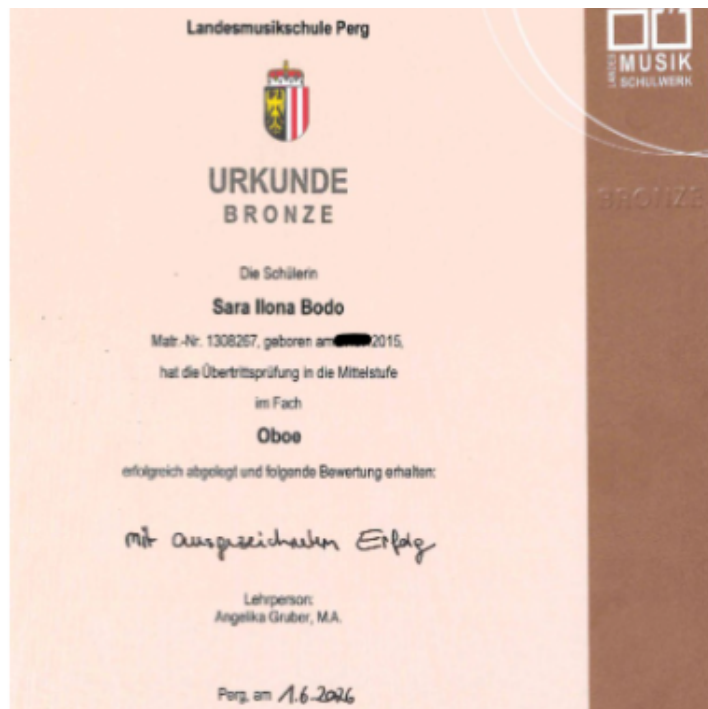 Landesmusikschule Perg
LANDES
MUSIK
SCHULWERK
URKUNDE
BRONZE
BRONZE
Die Schülerin
Sara Ilona Bodo
Matr.-Nr. 1308267, geboren am 2015,
hat die Übertrittsprüfung in die Mittelstufe
im Fach
Oboe
erfolgreich abgelegt und folgende Bewertung erhalten:
mit ausgezeichneten Erfolg
Lehrperson:
Angelika Gruber, M.A.
Perg, am 1.6.2026